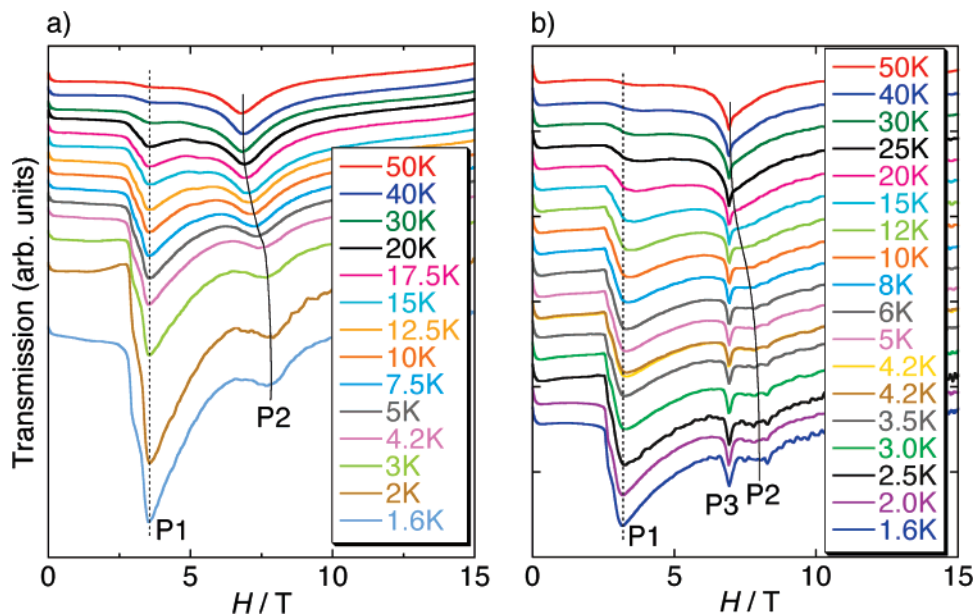 a)
Transmission (arb. units)
50K
40K
30K
20K
17.5K
15K
12.5K
10K
7.5K
5K
4.2K
3K
2K
1.6K
P2
P1
0
5
10
15
H / T
b)
50K
40K
30K
25K
20K
15K
12K
10K
8K
6K
5K
4.2K
4.2K
3.5K
3.0K
2.5K
2.0K
1.6K
P3
P2
P1
0
5
10
15
H / T